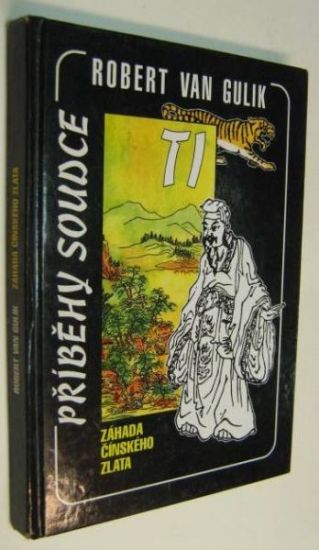 ROBERT VAN GULIK
PŘÍBĚHY SOUDCE
TI
ZÁHADA
ČÍNSKÉHO
ZLATA
ROBERT VAN GULIK ZÁHADA ČÍNSKÉHO ZLATA